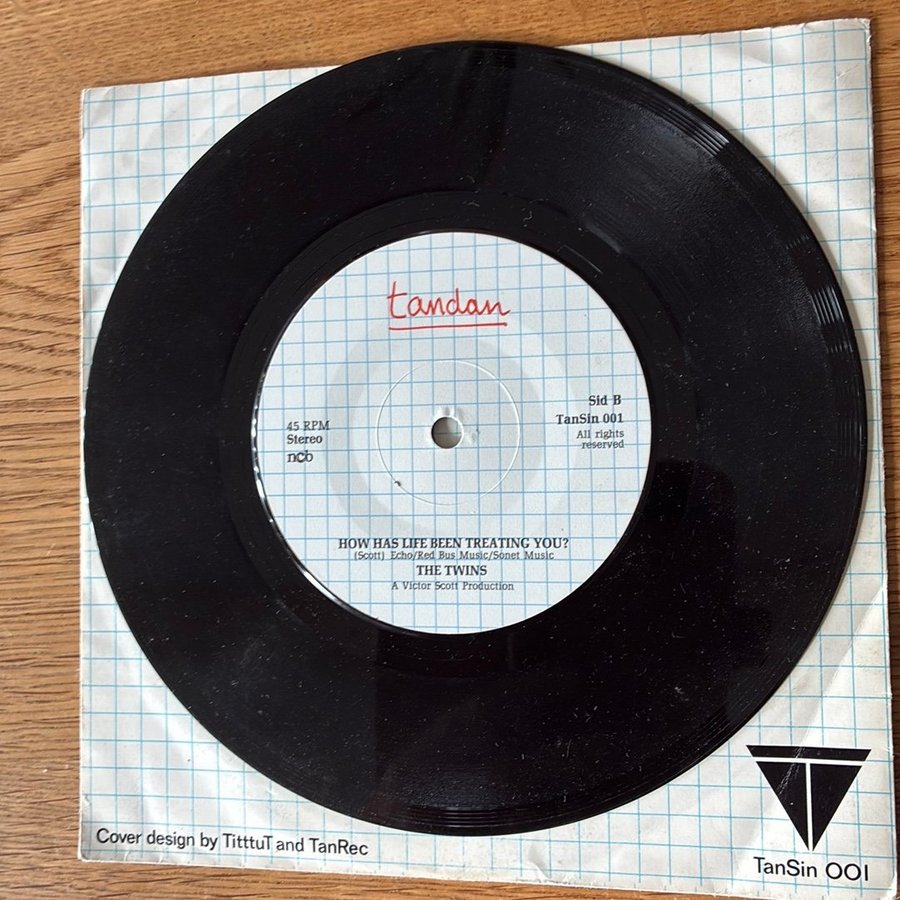 tandan
45 RPM
Stereo
ncb
Sid B
TanSin 001
All rights
reserved
HOW HAS LIFE BEEN TREATING YOU?
(Scott) Echo/Red Bus Music/Sonet Music
THE TWINS
A Victor Scott Production
Cover design by TitttuT and TanRec
TanSin 001